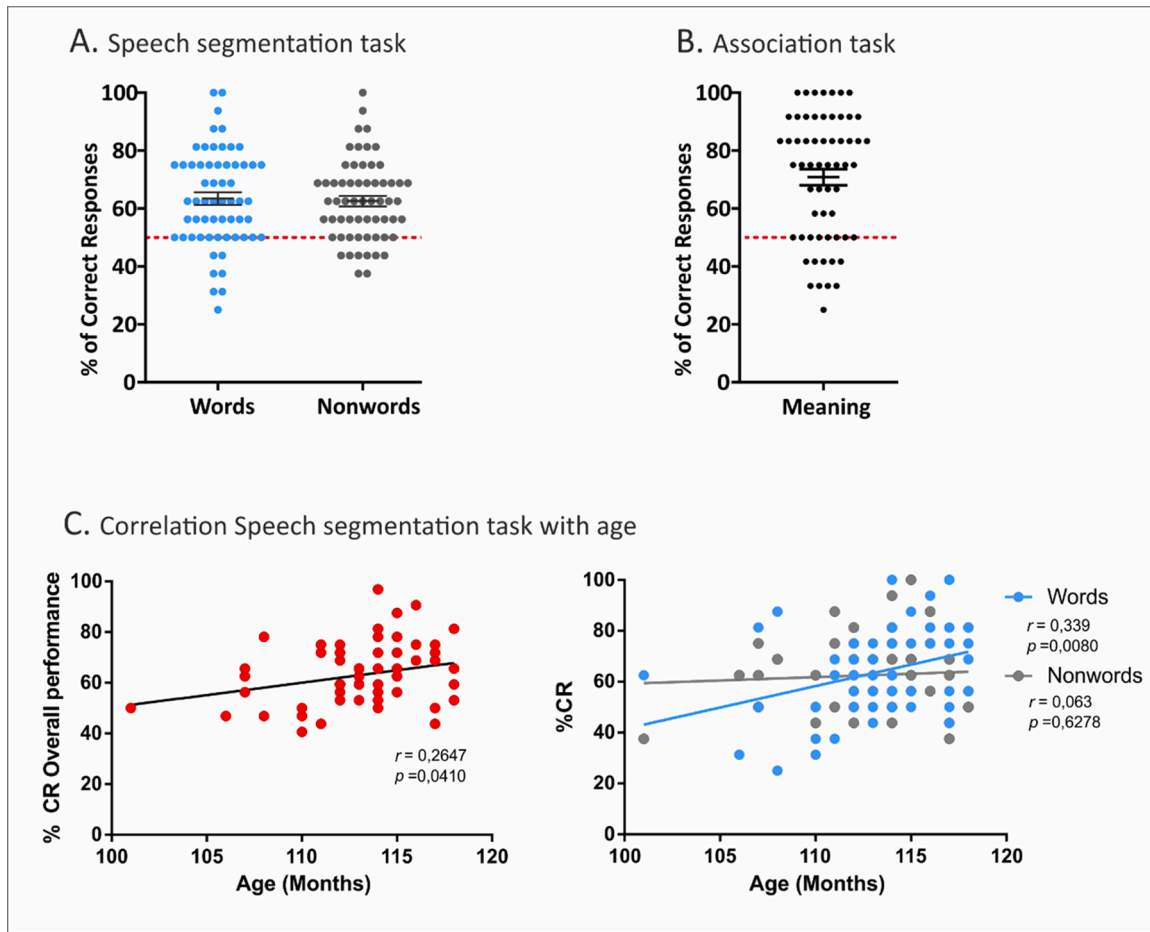 A. Speech segmentation task
B. Association task
% of Correct Responses
100
80
60
40
20
0
Words
Nonwords
% of Correct Responses
100
80
60
40
20
0
Meaning
C. Correlation Speech segmentation task with age
% CR Overall performance
100
80
60
40
20
0
100
105
110
115
120
Age (Months)
r = 0,2647
p =0,0410
%CR
100
80
60
40
20
0
100
105
110
115
120
Age (Months)
Words
r = 0,339
p =0,0080
Nonwords
r = 0,063
p =0,6278